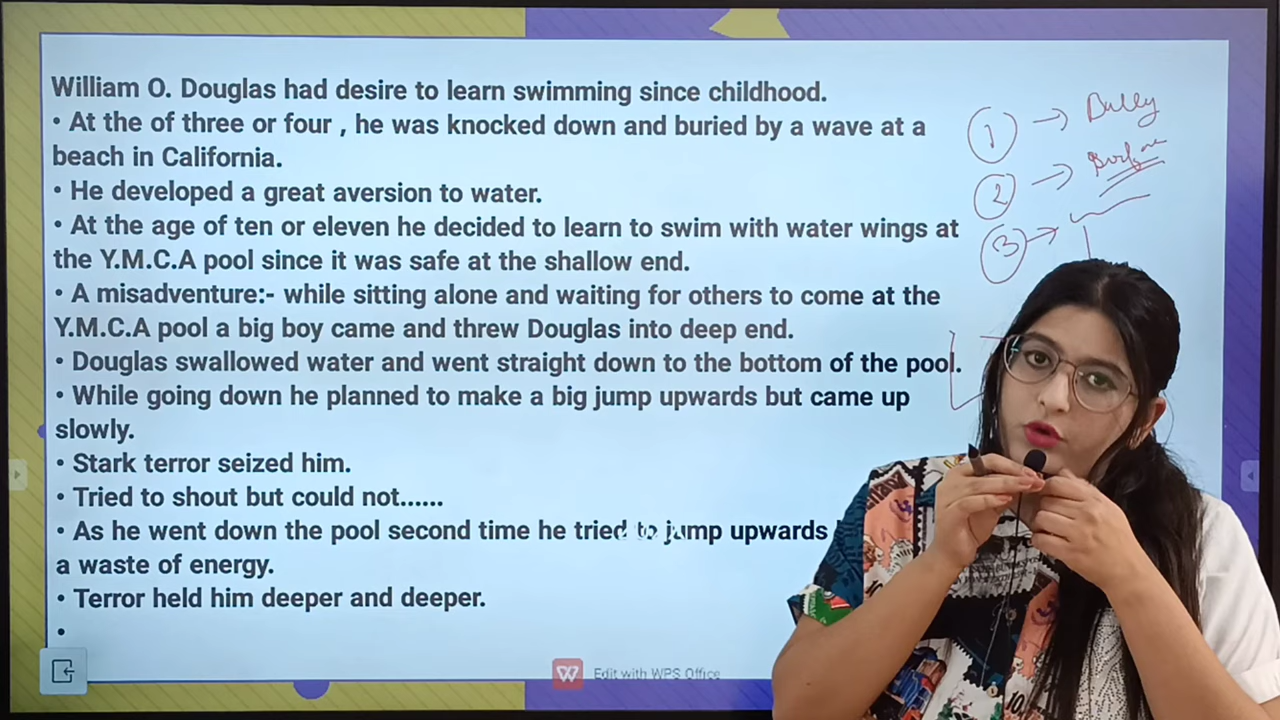 William O. Douglas had desire to learn swimming since childhood.
• At the of three or four , he was knocked down and buried by a wave at a
beach in California.
• He developed a great aversion to water.
• At the age of ten or eleven he decided to learn to swim with water wings at
the Y.M.C.A pool since it was safe at the shallow end.
• A misadventure:- while sitting alone and waiting for others to come at the
Y.M.C.A pool a big boy came and threw Douglas into deep end.
• Douglas swallowed water and went straight down to the bottom of the pool.
• While going down he planned to make a big jump upwards but came up
slowly.
• Stark terror seized him.
• Tried to shout but could not......
• As he went down the pool second time he tried to jump upwards
a waste of energy.
• Terror held him deeper and deeper.
•
1 → Bully
2 →
3 →
Edit with WPS Office